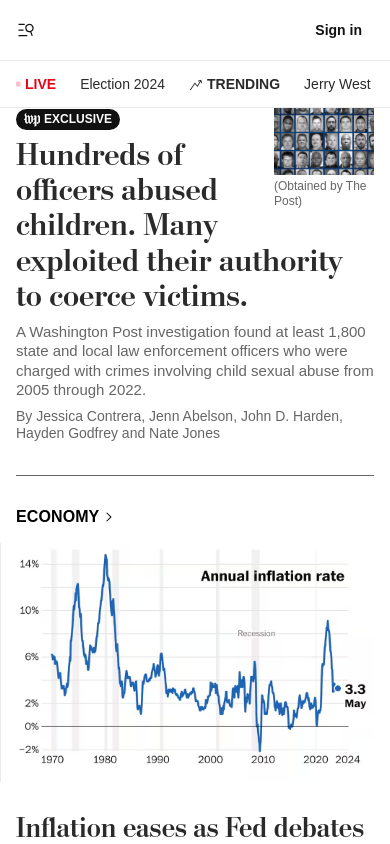 Sign in
LIVE
Election 2024
TRENDING
Jerry West
wp EXCLUSIVE
Hundreds of
officers abused
children. Many
exploited their authority
to coerce victims.
(Obtained by The
Post)
A Washington Post investigation found at least 1,800
state and local law enforcement officers who were
charged with crimes involving child sexual abuse from
2005 through 2022.
By Jessica Contrera, Jenn Abelson, John D. Harden,
Hayden Godfrey and Nate Jones
ECONOMY
Annual inflation rate
14%
10%
Recession
6%
3.3
May
2%
0%
−2%
1970 1980 1990 2000 2010 2020 2024
Inflation eases as Fed debates